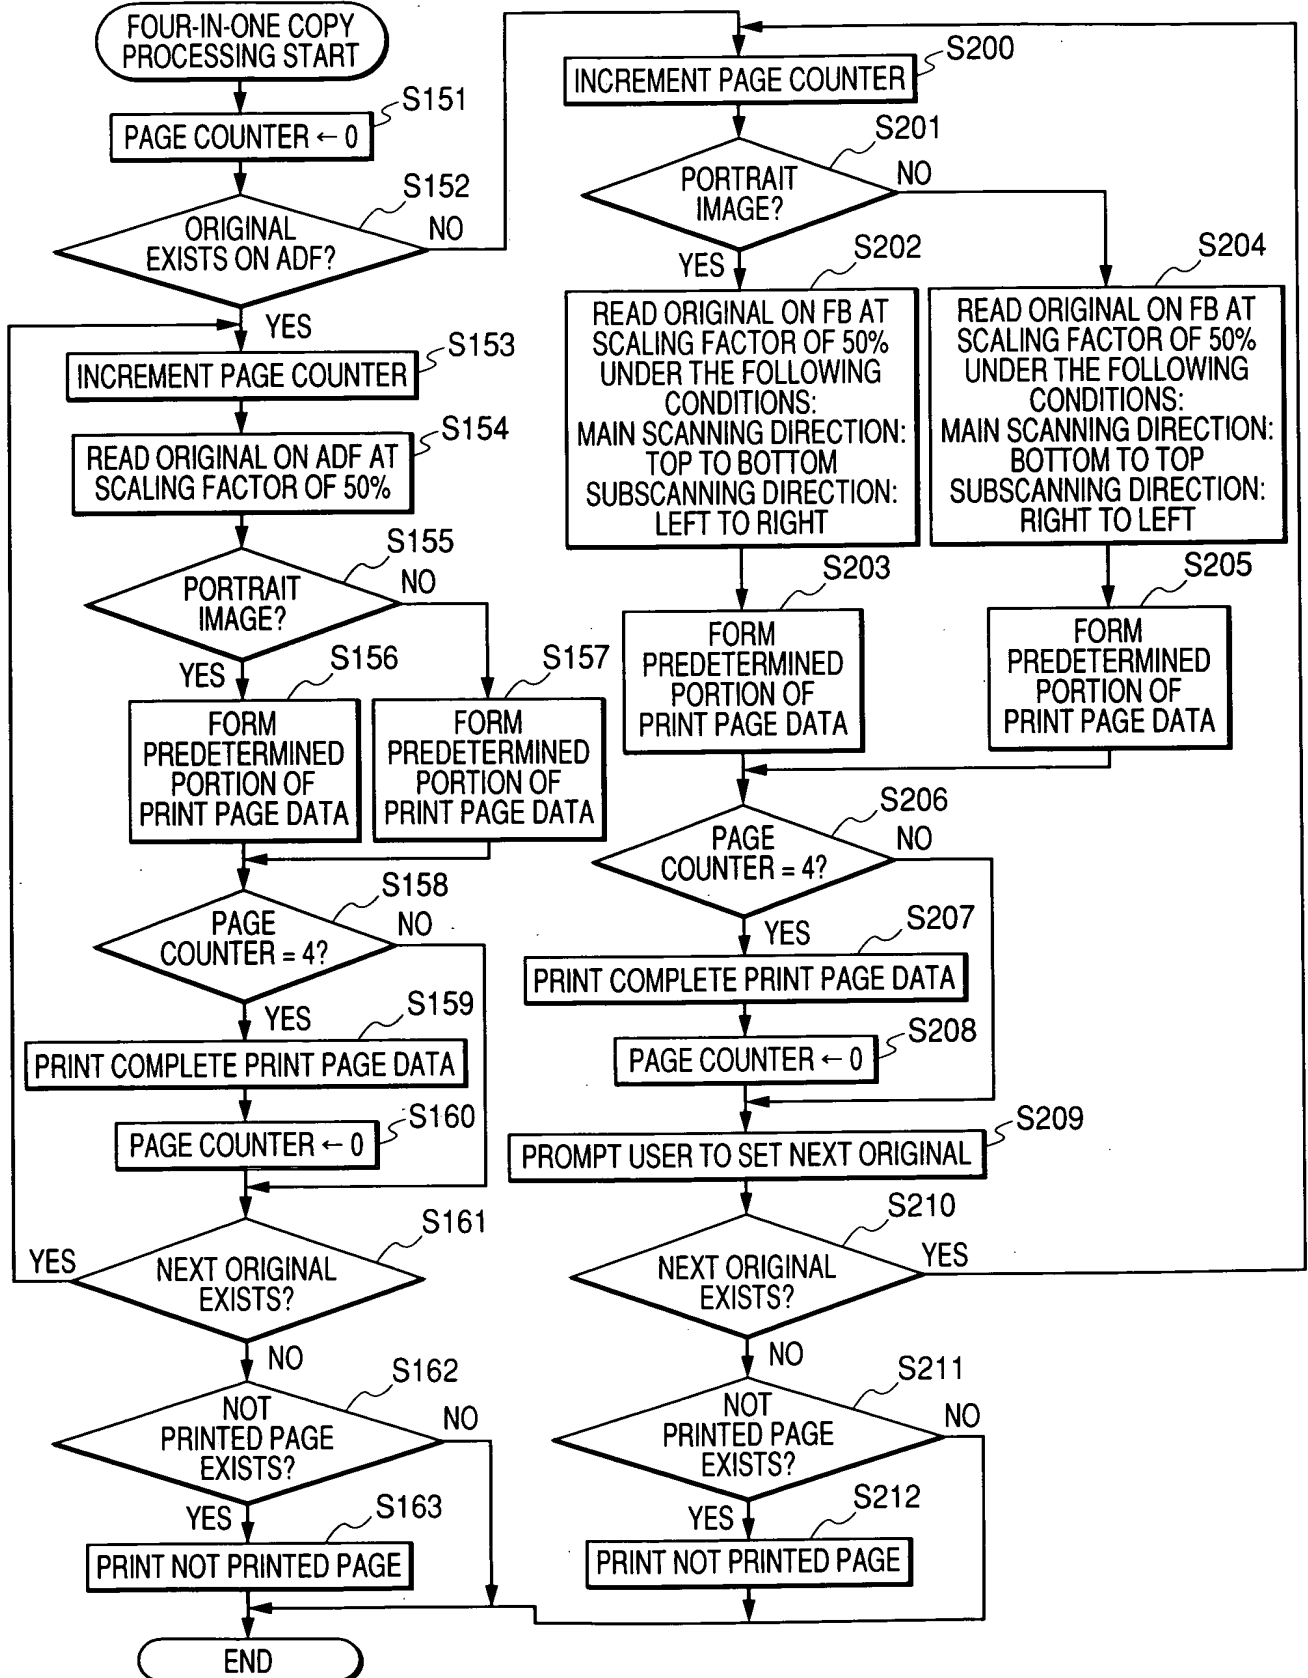 FOUR-IN-ONE COPY
PROCESSING START
S151
PAGE COUNTER ← 0
S152
ORIGINAL
EXISTS ON ADF?
NO
YES
S153
INCREMENT PAGE COUNTER
S154
READ ORIGINAL ON ADF AT
SCALING FACTOR OF 50%
S155
PORTRAIT
IMAGE?
NO
YES
S156
FORM
PREDETERMINED
PORTION OF
PRINT PAGE DATA
S157
FORM
PREDETERMINED
PORTION OF
PRINT PAGE DATA
S158
PAGE
COUNTER = 4?
NO
YES
S159
PRINT COMPLETE PRINT PAGE DATA
S160
PAGE COUNTER ← 0
S161
NEXT ORIGINAL
EXISTS?
YES
NO
S162
NOT
PRINTED PAGE
EXISTS?
NO
YES
S163
PRINT NOT PRINTED PAGE
END
S200
INCREMENT PAGE COUNTER
S201
PORTRAIT
IMAGE?
NO
YES
S202
READ ORIGINAL ON FB AT
SCALING FACTOR OF 50%
UNDER THE FOLLOWING
CONDITIONS:
MAIN SCANNING DIRECTION:
TOP TO BOTTOM
SUBSCANNING DIRECTION:
LEFT TO RIGHT
S204
READ ORIGINAL ON FB AT
SCALING FACTOR OF 50%
UNDER THE FOLLOWING
CONDITIONS:
MAIN SCANNING DIRECTION:
BOTTOM TO TOP
SUBSCANNING DIRECTION:
RIGHT TO LEFT
S203
FORM
PREDETERMINED
PORTION OF
PRINT PAGE DATA
S205
FORM
PREDETERMINED
PORTION OF
PRINT PAGE DATA
S206
PAGE
COUNTER = 4?
NO
YES
S207
PRINT COMPLETE PRINT PAGE DATA
S208
PAGE COUNTER ← 0
S209
PROMPT USER TO SET NEXT ORIGINAL
S210
NEXT ORIGINAL
EXISTS?
YES
NO
S211
NOT
PRINTED PAGE
EXISTS?
NO
YES
S212
PRINT NOT PRINTED PAGE